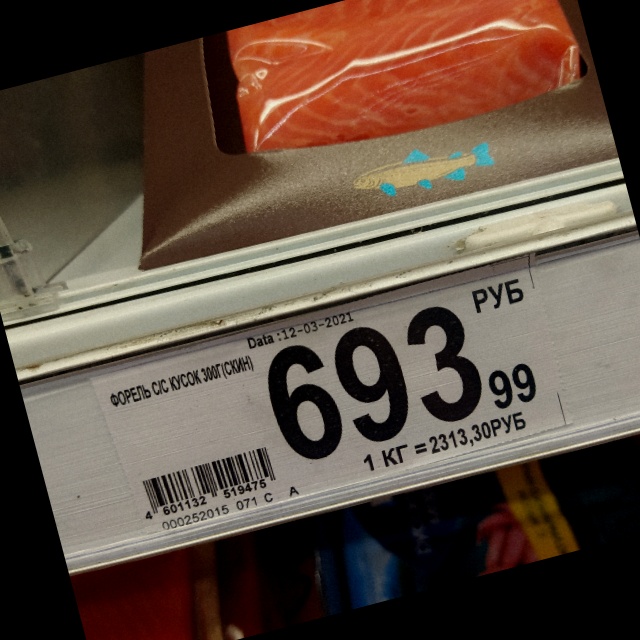 Data :12-03-2021
ФОРЕЛЬ С/С КУСОК 300Г(СКИН)
693 99 РУБ
1 КГ =2313,30РУБ
4 601132 519475
000252015 071 С А